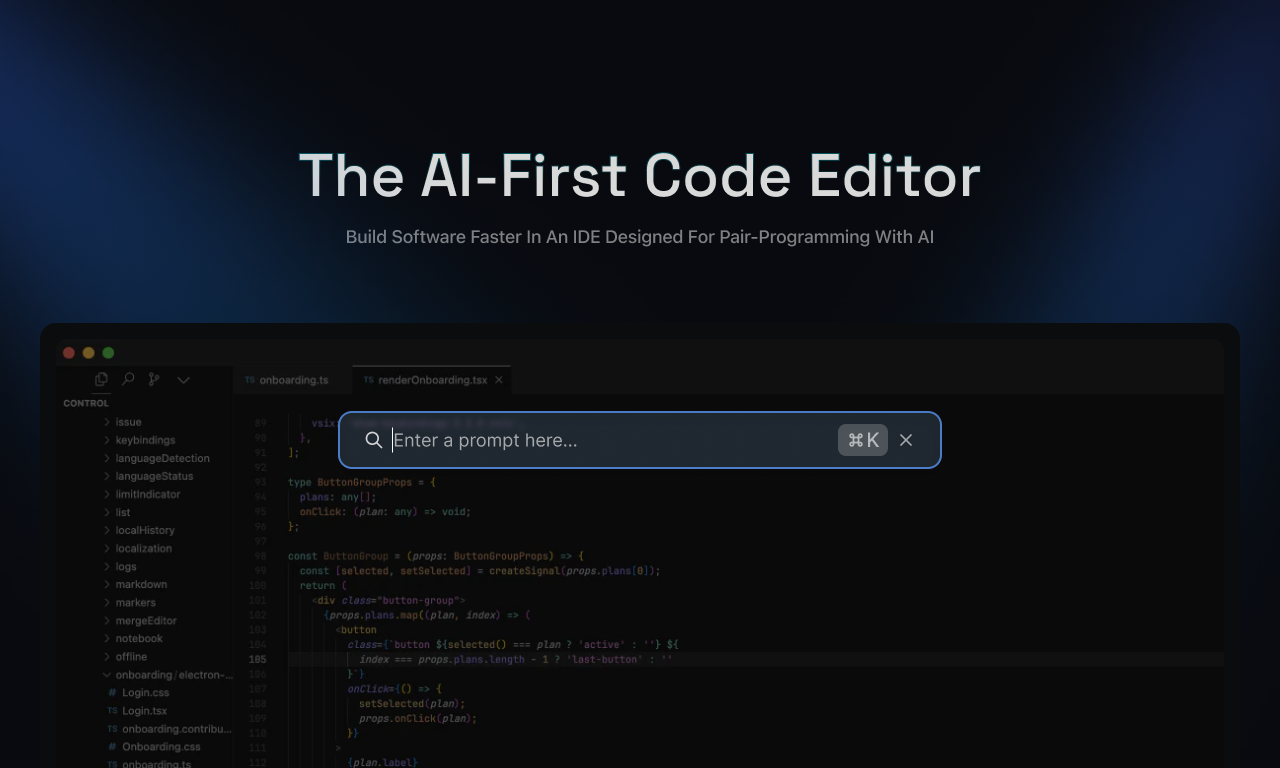 The AI-First Code Editor
Build Software Faster In An IDE Designed For Pair-Programming With AI
TS onboarding.ts
TS renderOnboarding.tsx
CONTROL
issue
keybindings
languageDetection
languageStatus
limitIndicator
list
localHistory
localization
logs
markdown
markers
mergeEditor
notebook
offline
onboarding/electron-...
# Login.css
TS Login.tsx
TS onboarding.contribu...
# Onboarding.css
TS onboarding.ts
Enter a prompt here...
⌘K
89 vsix:
90 },
91 ];
92
93 type ButtonGroupProps = {
94 plans: any[];
95 onClick: (plan: any) => void;
96 };
97
98 const ButtonGroup = (props: ButtonGroupProps) => {
99 const [selected, setSelected] = createSignal(props.plans[0]);
100 return (
101 <div class="button-group">
102 {props.plans.map((plan, index) => (
103 <button
104 class={`button ${selected() === plan ? 'active' : ''} ${
105 index === props.plans.length - 1 ? 'last-button' : ''
106 }`}
107 onClick={() => {
108 setSelected(plan);
109 props.onClick(plan);
110 }}
111 >
112 {plan.label}